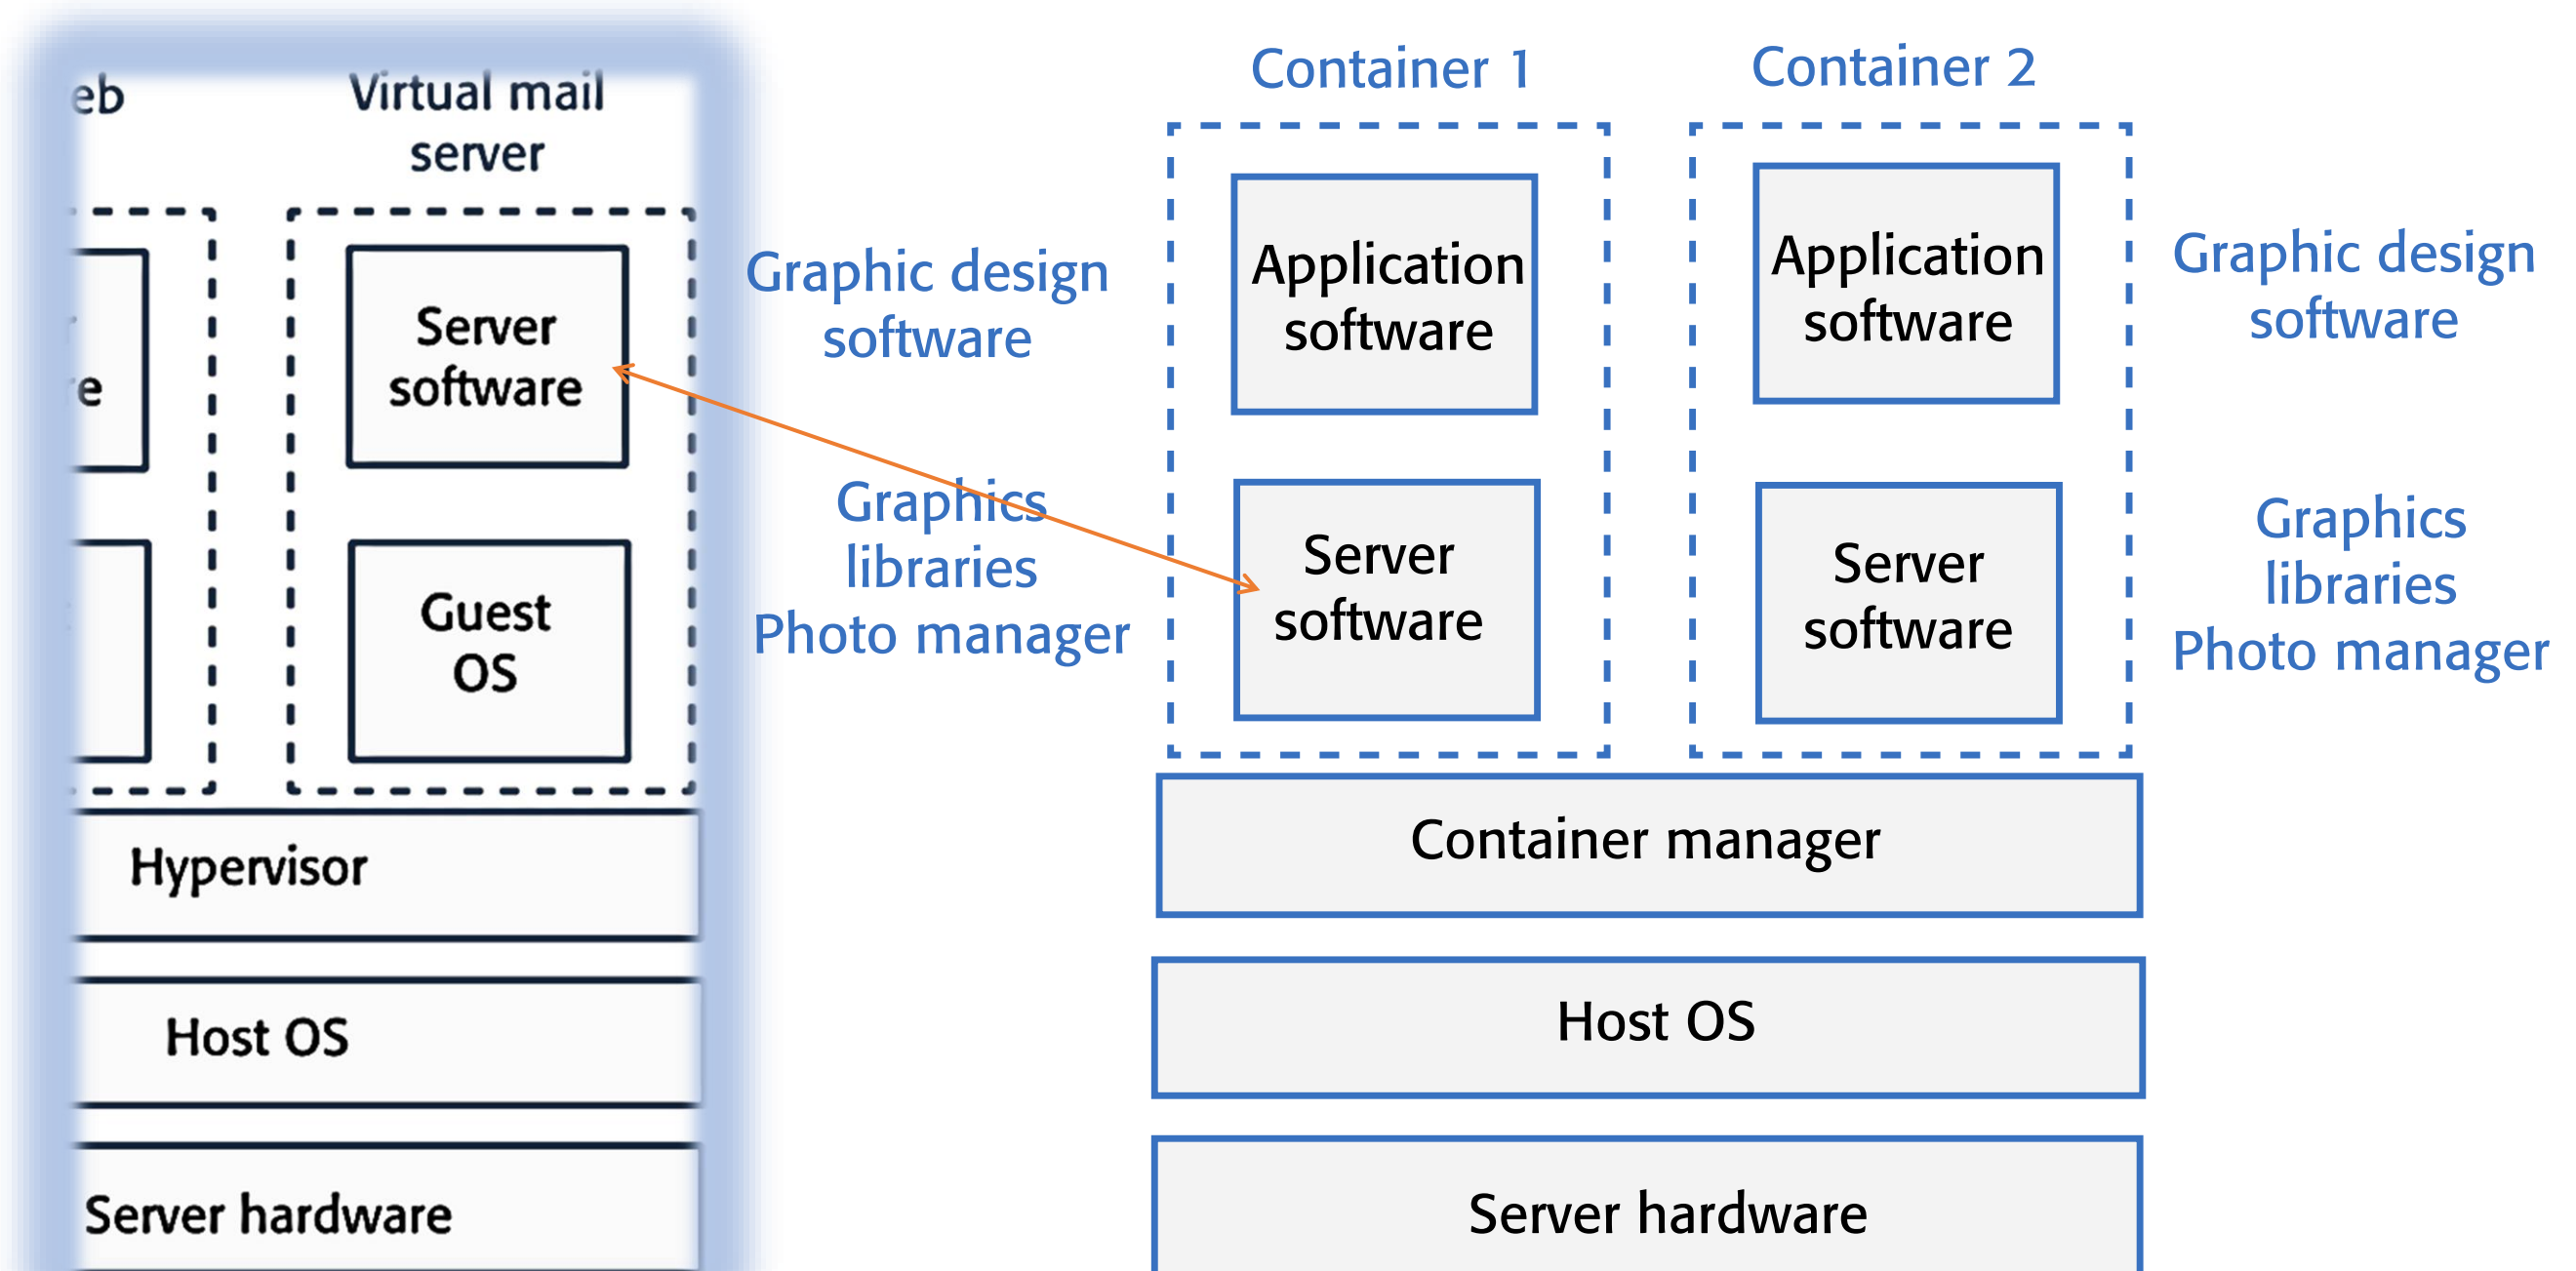 eb
Virtual mail
server
Server
software
e
Guest
OS
Hypervisor
Host OS
Server hardware
Container 1
Container 2
Graphic design
software
Application
software
Application
software
Graphic design
software
Graphics
libraries
Photo manager
Server
software
Server
software
Graphics
libraries
Photo manager
Container manager
Host OS
Server hardware